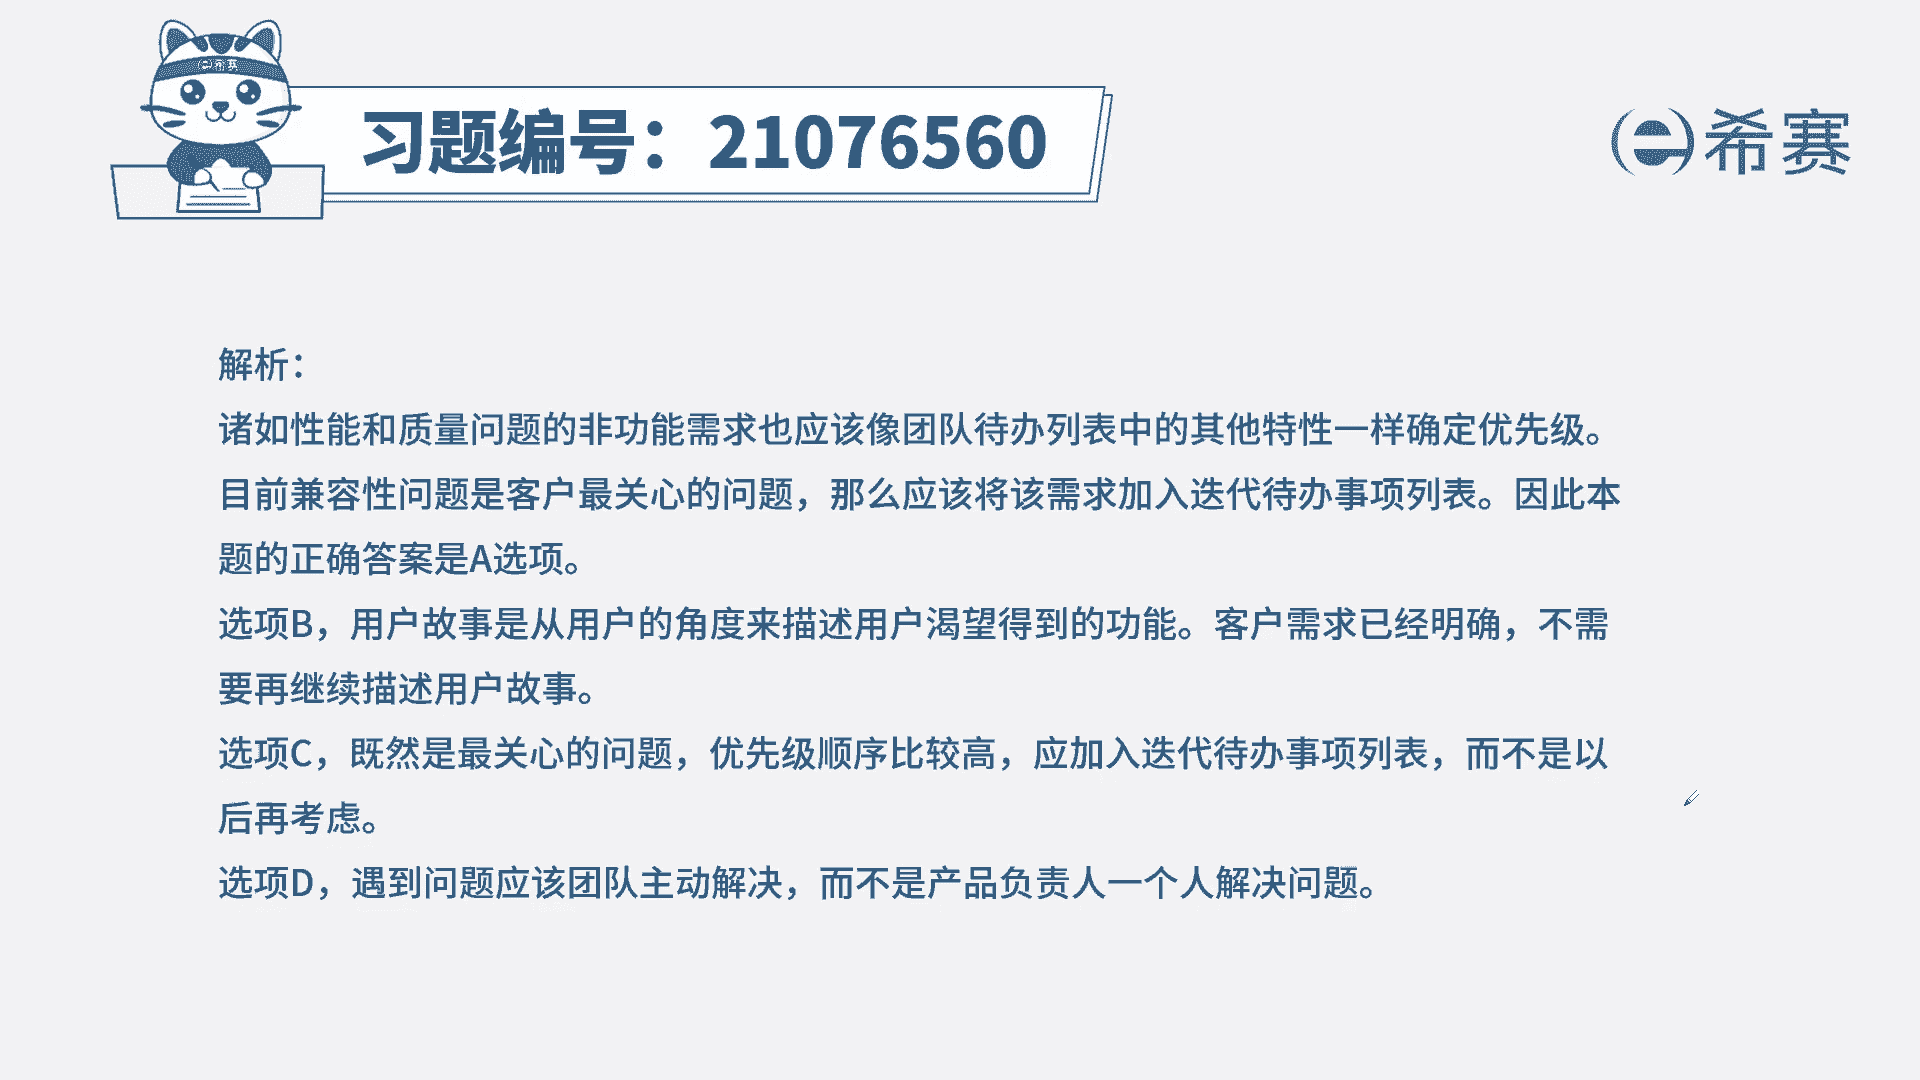 希赛
习题编号：21076560
希赛
解析：
诸如性能和质量问题的非功能需求也应该像团队待办列表中的其他特性一样确定优先级。
目前兼容性问题是客户最关心的问题，那么应该将该需求加入迭代待办事项列表。因此本
题的正确答案是A选项。
选项B，用户故事是从用户的角度来描述用户渴望得到的功能。客户需求已经明确，不需
要再继续描述用户故事。
选项C，既然是最关心的问题，优先级顺序比较高，应加入迭代待办事项列表，而不是以
后再考虑。
选项D，遇到问题应该团队主动解决，而不是产品负责人一个人解决问题。